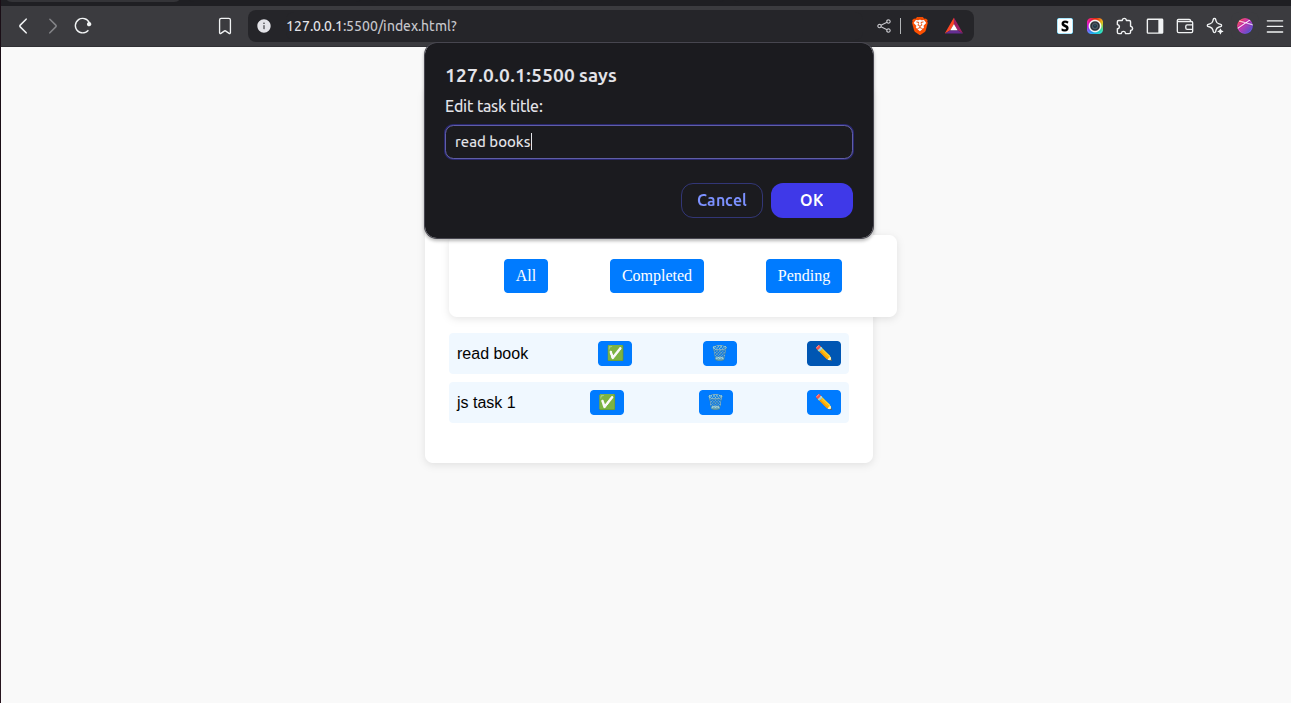 127.0.0.1:5500/index.html?
127.0.0.1:5500 says
Edit task title:
read books
Cancel OK
All Completed Pending
read book
js task 1